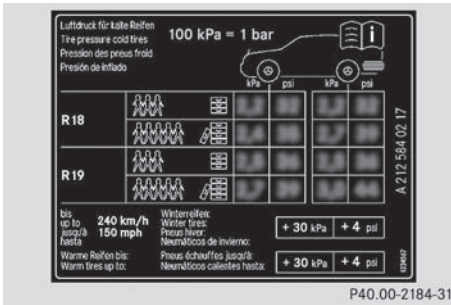 Luftdruck für kalte Reifen
Tire pressure cold tires
Pression des pneus froid
Presión de inflado
100 kPa = 1 bar
i
kPa psi kPa psi
R18
R19
A 212 584 02 17
bis
up to
jusqu'à
hasta
240 km/h
150 mph
Winterreifen:
Winter tires:
Pneus hiver:
Neumáticos de invierno:
+ 30 kPa + 4 psi
Warme Reifen bis:
Warm tires up to:
Pneus échauffes jusqu'à:
Neumáticos calientes hasta:
+ 30 kPa + 4 psi
1234567
P40.00-2184-31